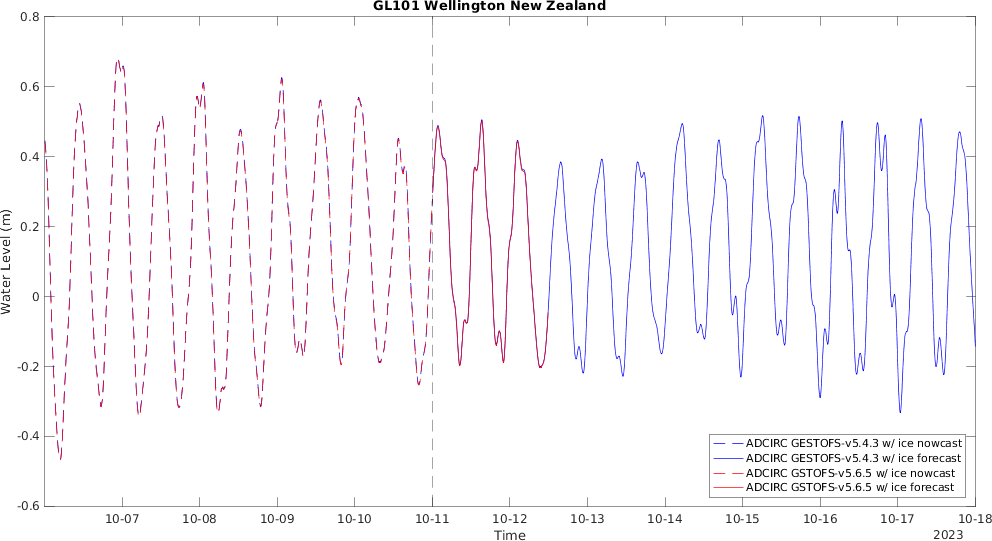 GL101 Wellington New Zealand
0.8
0.6
0.4
0.2
0
-0.2
-0.4
-0.6
Water Level (m)
10-07 10-08 10-09 10-10 10-11 10-12 10-13 10-14 10-15 10-16 10-17 10-18
Time
2023
ADCIRC GESTOFS-v5.4.3 w/ ice nowcast
ADCIRC GESTOFS-v5.4.3 w/ ice forecast
ADCIRC GSTOFS-v5.6.5 w/ ice nowcast
ADCIRC GSTOFS-v5.6.5 w/ ice forecast